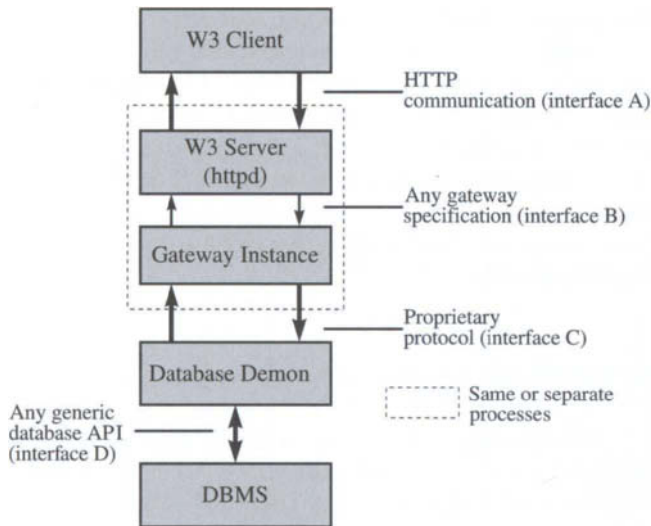 W3 Client
HTTP
communication (interface A)
W3 Server
(httpd)
Any gateway
specification (interface B)
Gateway Instance
Proprietary
protocol (interface C)
Database Demon
Same or separate
processes
Any generic
database API
(interface D)
DBMS